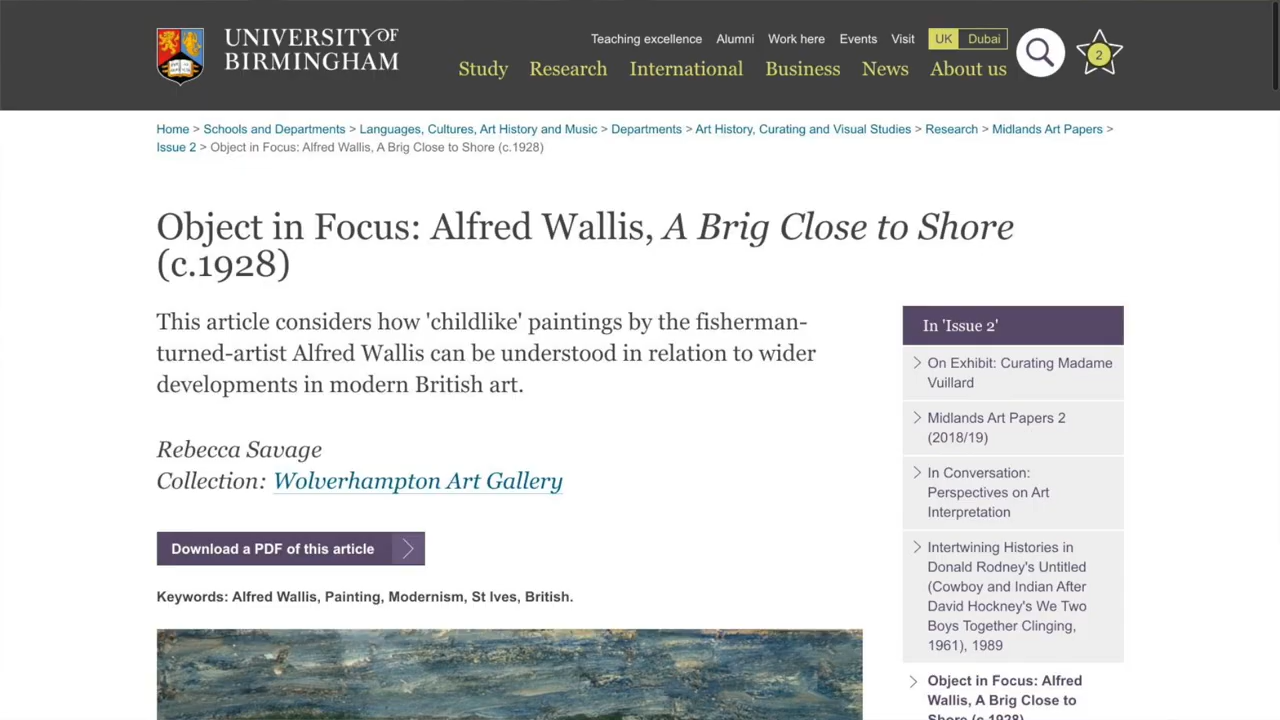 UNIVERSITY OF
BIRMINGHAM
Teaching excellence Alumni Work here Events Visit UK Dubai
Study Research International Business News About us
2
Home > Schools and Departments > Languages, Cultures, Art History and Music > Departments > Art History, Curating and Visual Studies > Research > Midlands Art Papers >
Issue 2 > Object in Focus: Alfred Wallis, A Brig Close to Shore (c.1928)
Object in Focus: Alfred Wallis, A Brig Close to Shore
(c.1928)
This article considers how 'childlike' paintings by the fisherman-
turned-artist Alfred Wallis can be understood in relation to wider
developments in modern British art.
Rebecca Savage
Collection: Wolverhampton Art Gallery
Download a PDF of this article
Keywords: Alfred Wallis, Painting, Modernism, St Ives, British.
In 'Issue 2'
On Exhibit: Curating Madame
Vuillard
Midlands Art Papers 2
(2018/19)
In Conversation:
Perspectives on Art
Interpretation
Intertwining Histories in
Donald Rodney's Untitled
(Cowboy and Indian After
David Hockney's We Two
Boys Together Clinging,
1961), 1989
Object in Focus: Alfred
Wallis, A Brig Close to
Shore (c.1928)